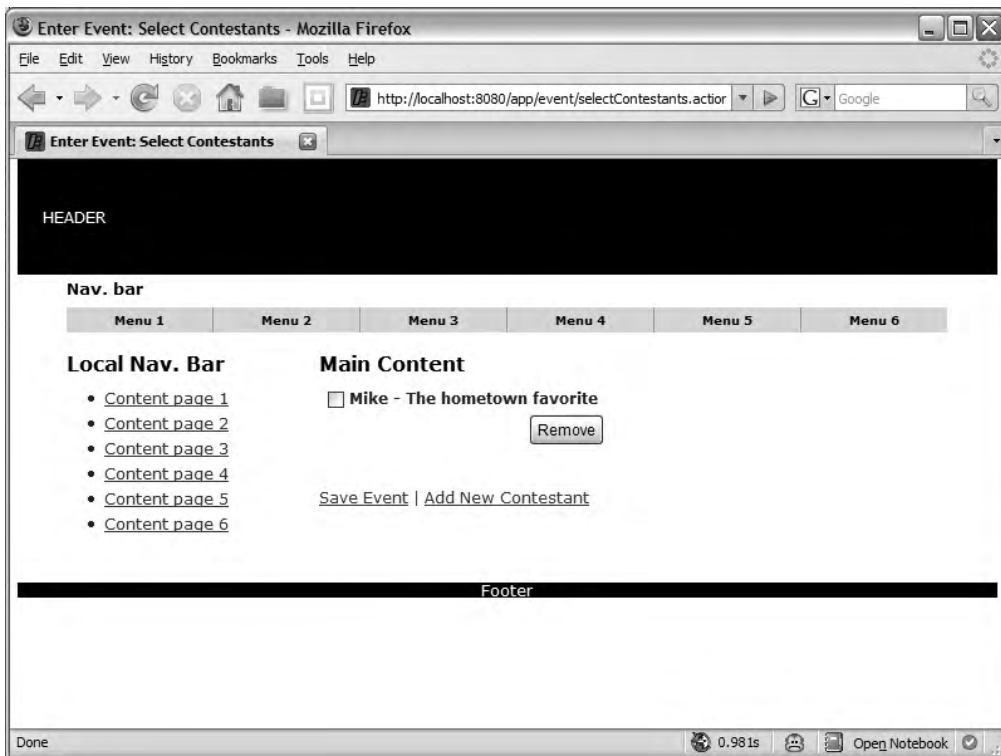 Enter Event: Select Contestants - Mozilla Firefox
File Edit View History Bookmarks Tools Help
http://localhost:8080/app/event/selectContestants.action G Google
Enter Event: Select Contestants
HEADER
Nav. bar
Menu 1 Menu 2 Menu 3 Menu 4 Menu 5 Menu 6
Local Nav. Bar
Main Content
• Content page 1
• Content page 2
• Content page 3
• Content page 4
• Content page 5
• Content page 6
Mike - The hometown favorite
Remove
Save Event | Add New Contestant
Footer
Done 0.981s Open Notebook